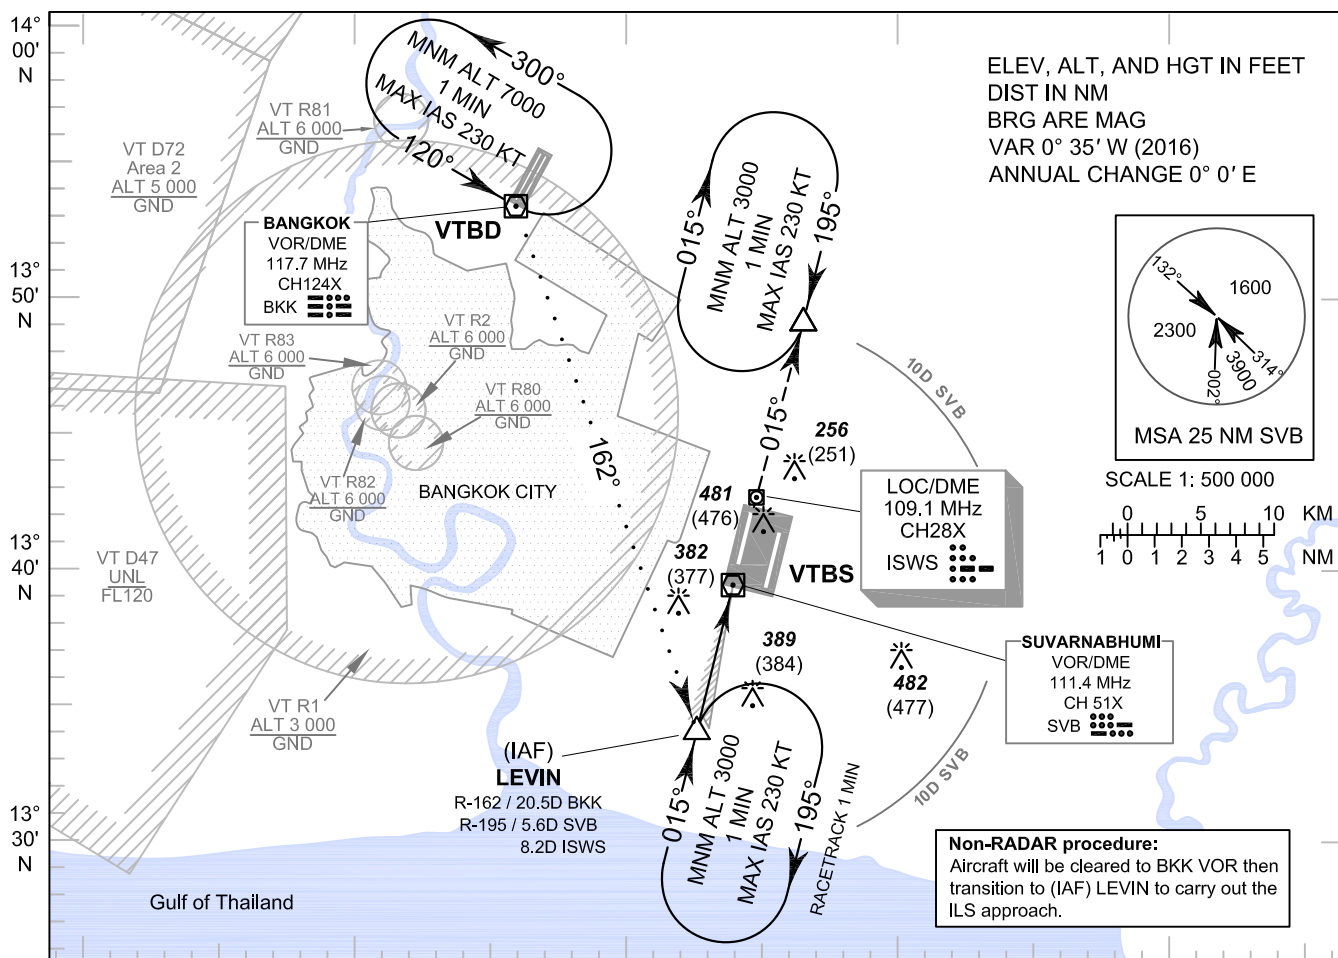 14°
00'
N
13°
50'
N
13°
40'
N
13°
30'
N
MNM ALT 7000
1 MIN
MAX IAS 230 KT
300°
120°
VT R81
ALT 6 000
GND
VT D72
Area 2
ALT 5 000
GND
BANGKOK
VOR/DME
117.7 MHz
CH124X
BKK
VTBD
VT R83
ALT 6 000
GND
VT R2
ALT 6 000
GND
VT R80
ALT 6 000
GND
VT R82
ALT 6 000
GND
BANGKOK CITY
162°
VT D47
UNL
FL120
VT R1
ALT 3 000
GND
015°
MNM ALT 3000
1 MIN
MAX IAS 230 KT
195°
015°
256
(251)
481
(476)
382
(377)
389
(384)
482
(477)
VTBS
10D SVB
10D SVB
ELEV, ALT, AND HGT IN FEET
DIST IN NM
BRG ARE MAG
VAR 0° 35' W (2016)
ANNUAL CHANGE 0° 0' E
132°
1600
2300
3900
314°
002°
MSA 25 NM SVB
SCALE 1: 500 000
0 5 10 KM
1 0 1 2 3 4 5 NM
LOC/DME
109.1 MHz
CH28X
ISWS
SUVARNABHUMI
VOR/DME
111.4 MHz
CH 51X
SVB
(IAF)
LEVIN
R-162 / 20.5D BKK
R-195 / 5.6D SVB
8.2D ISWS
015°
MNM ALT 3000
1 MIN
MAX IAS 230 KT
195°
RACETRACK 1 MIN
Non-RADAR procedure:
Aircraft will be cleared to BKK VOR then
transition to (IAF) LEVIN to carry out the
ILS approach.
Gulf of Thailand